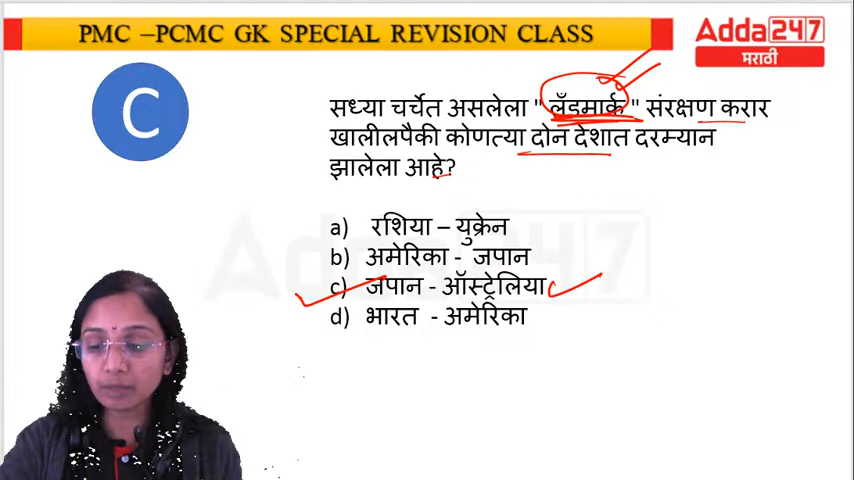 PMC –PCMC GK SPECIAL REVISION CLASS
Adda247
मराठी
C
सध्या चर्चेत असलेला " लँडमार्क " संरक्षण करार
खालीलपैकी कोणत्या दोन देशात दरम्यान
झालेला आहे?
a) रशिया – युक्रेन
b) अमेरिका - जपान
c) जपान - ऑस्ट्रेलिया
d) भारत - अमेरिका
Adda247